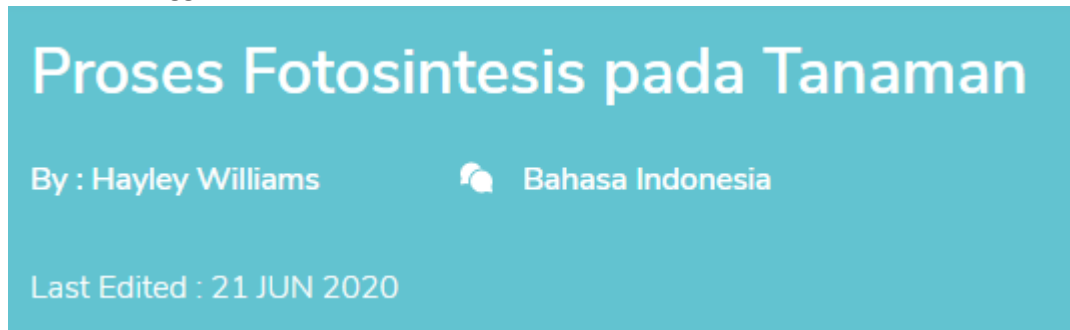 Proses Fotosintesis pada Tanaman
By : Hayley Williams Bahasa Indonesia
Last Edited : 21 JUN 2020